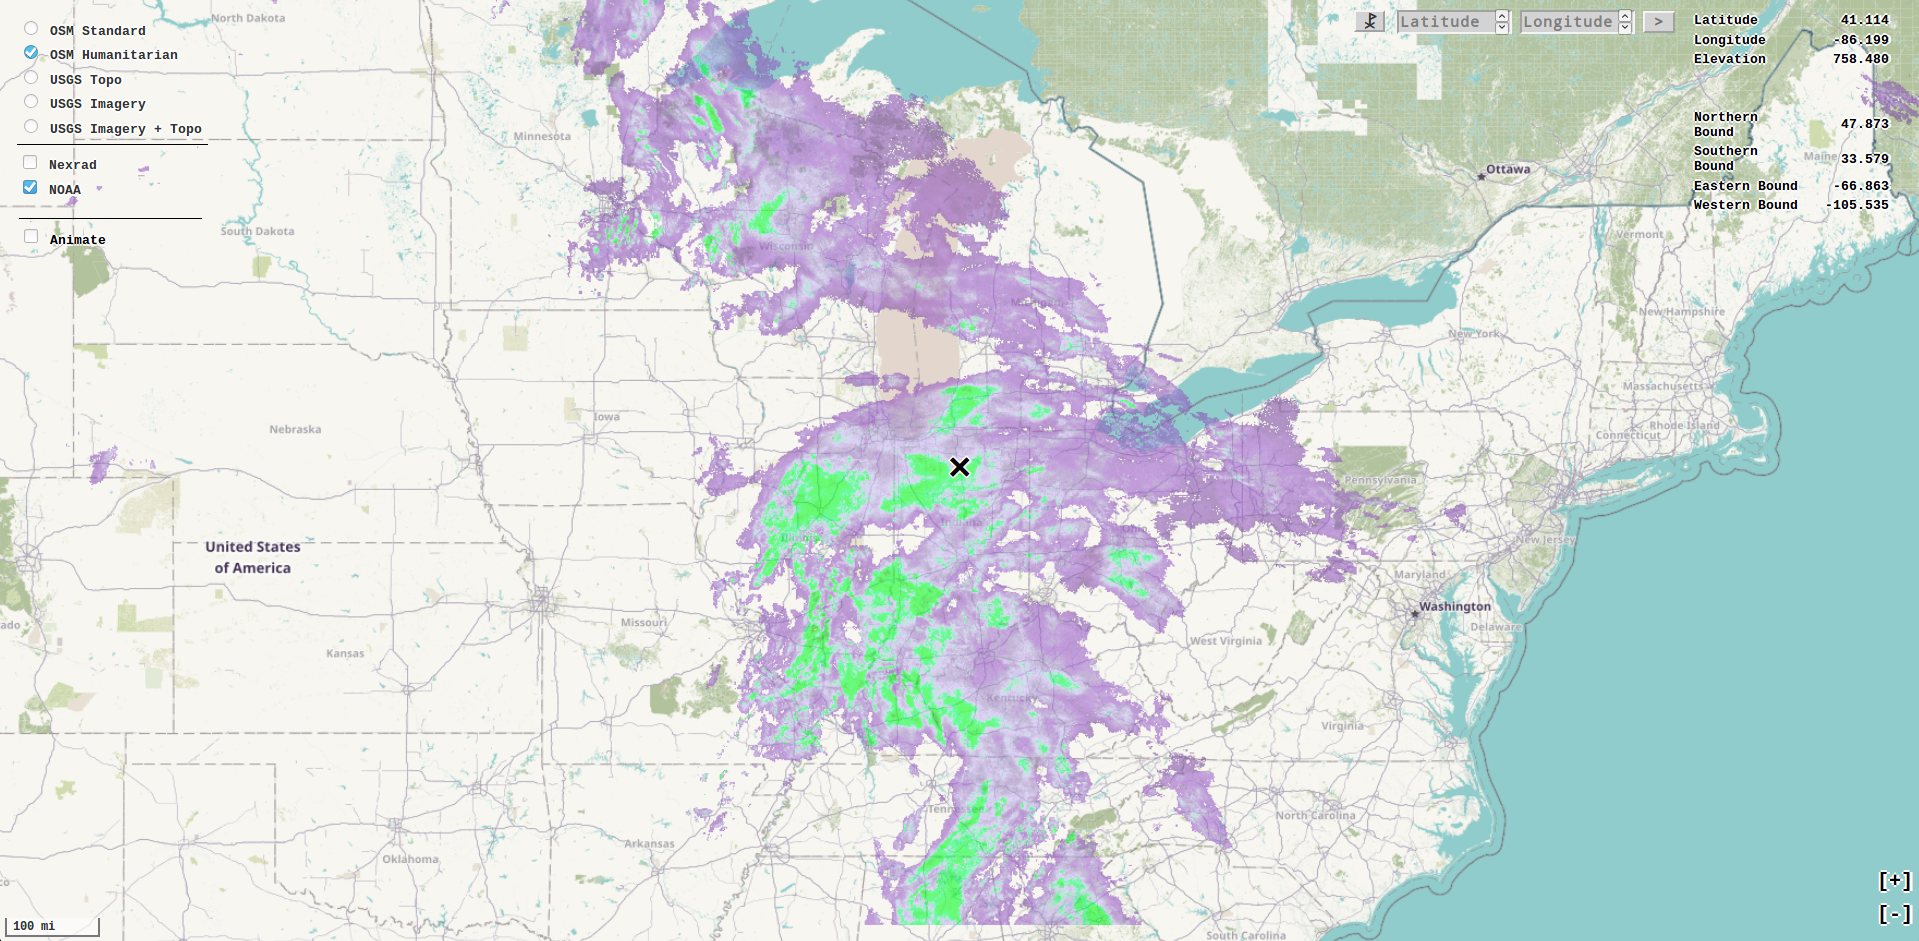 OSM Standard
OSM Humanitarian
USGS Topo
USGS Imagery
USGS Imagery + Topo
Nexrad
NOAA
Animate
Latitude
Longitude
>
Latitude 41.114
Longitude -86.199
Elevation 758.480
Northern Bound 47.873
Southern Bound 33.579
Eastern Bound -66.863
Western Bound -105.535
North Dakota
Minnesota
Ottawa
Maine
South Dakota
Vermont
Wisconsin
Michigan
New Hampshire
New York
Massachusetts
Iowa
Nebraska
Rhode Island
Connecticut
Pennsylvania
Indiana
Ohio
Illinois
New Jersey
United States
of America
Maryland
Washington
Delaware
ado
Missouri
West Virginia
Kansas
Kentucky
Virginia
Tennessee
North Carolina
Arkansas
Oklahoma
co
South Carolina
100 mi
[+]
[-]